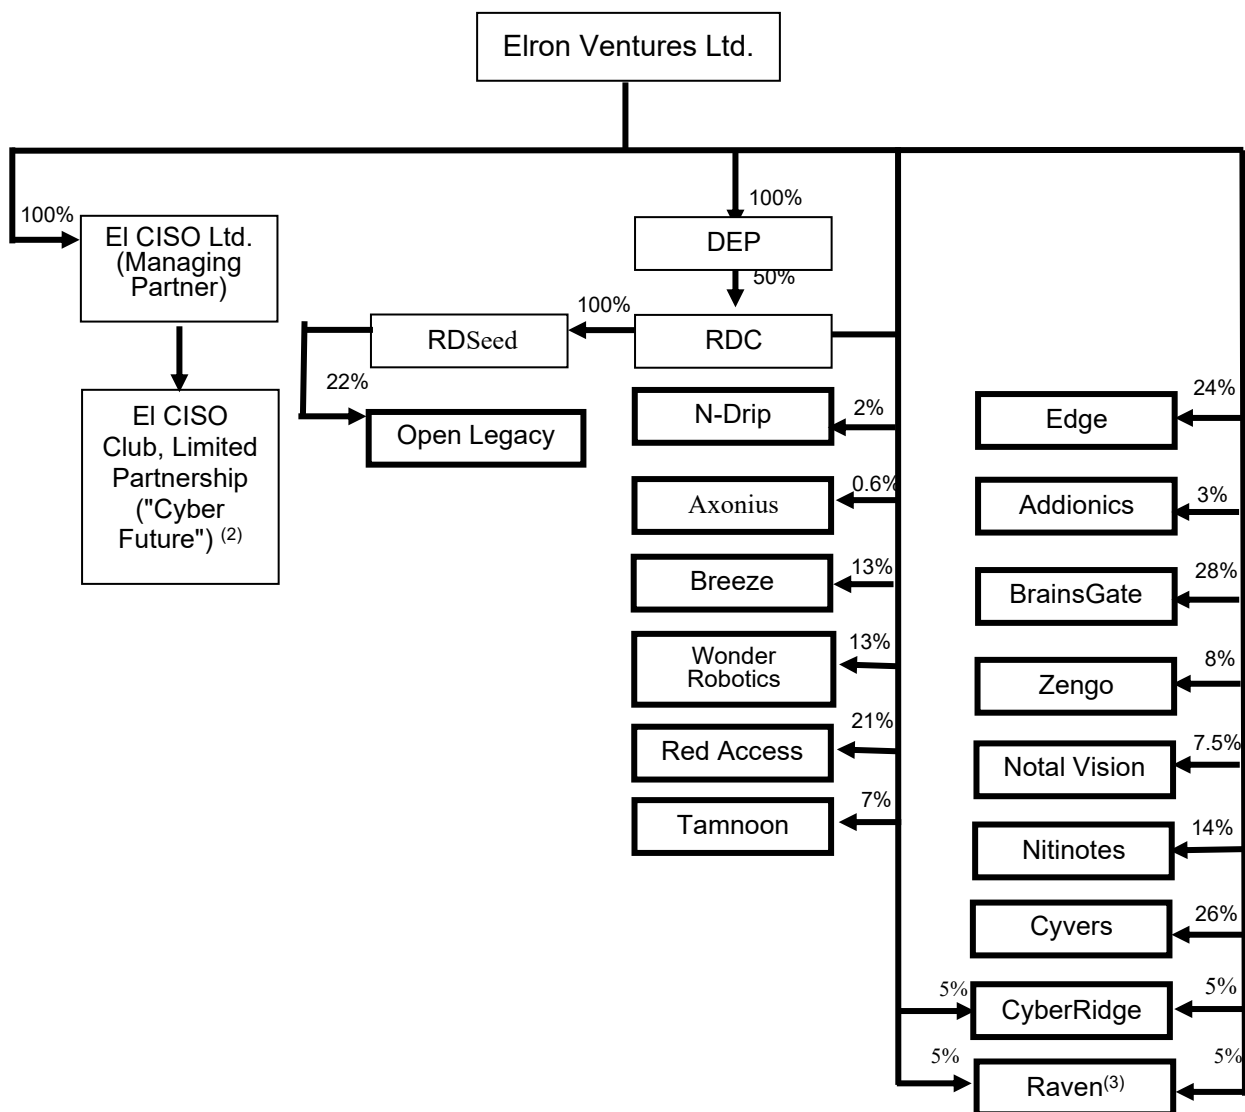 Elron Ventures Ltd.
100%
El CISO Ltd.
(Managing
Partner)
El CISO
Club, Limited
Partnership
("Cyber
Future") (2)
100%
DEP
50%
100%
RDSeed
RDC
22%
Open Legacy
N-Drip
2%
Axonius
0.6%
Breeze
13%
Wonder
Robotics
13%
Red Access
21%
Tamnoon
7%
Edge
24%
Addionics
3%
BrainsGate
28%
Zengo
8%
Notal Vision
7.5%
Nitinotes
14%
Cyvers
26%
5%
CyberRidge
5%
5%
Raven(3)
5%